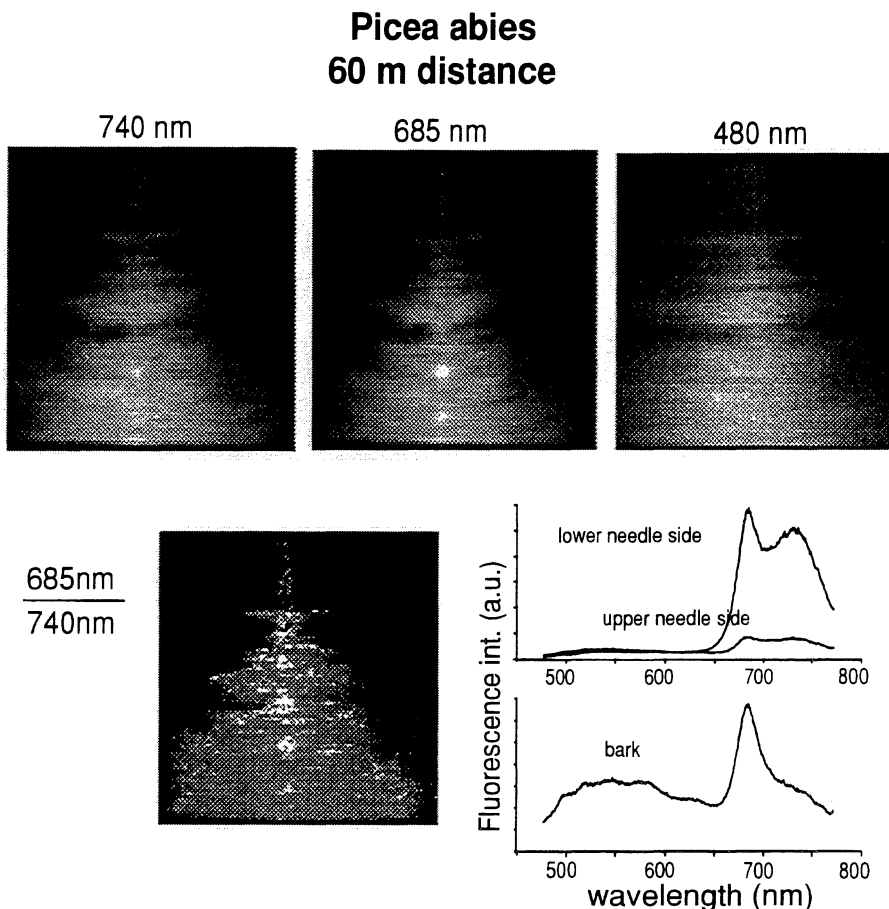 Picea abies
60 m distance
740 nm
685 nm
480 nm
685nm
740nm
Fluorescence int. (a.u.)
lower needle side
upper needle side
500 600 700 800
bark
500 600 700 800
wavelength (nm)